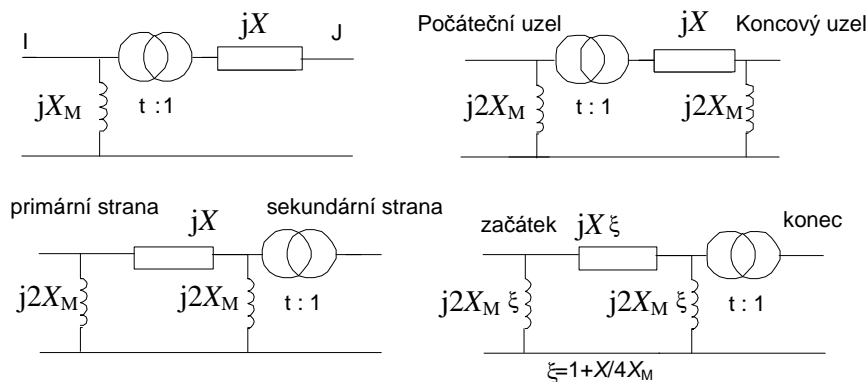 I
jX
J
jX_M
t : 1
Počáteční uzel
jX
Koncový uzel
j2X_M
t : 1
j2X_M
primární strana
jX
sekundární strana
j2X_M
j2X_M
t : 1
začátek
jX ξ
konec
j2X_M ξ
j2X_M ξ
t : 1
ξ=1+X/4X_M